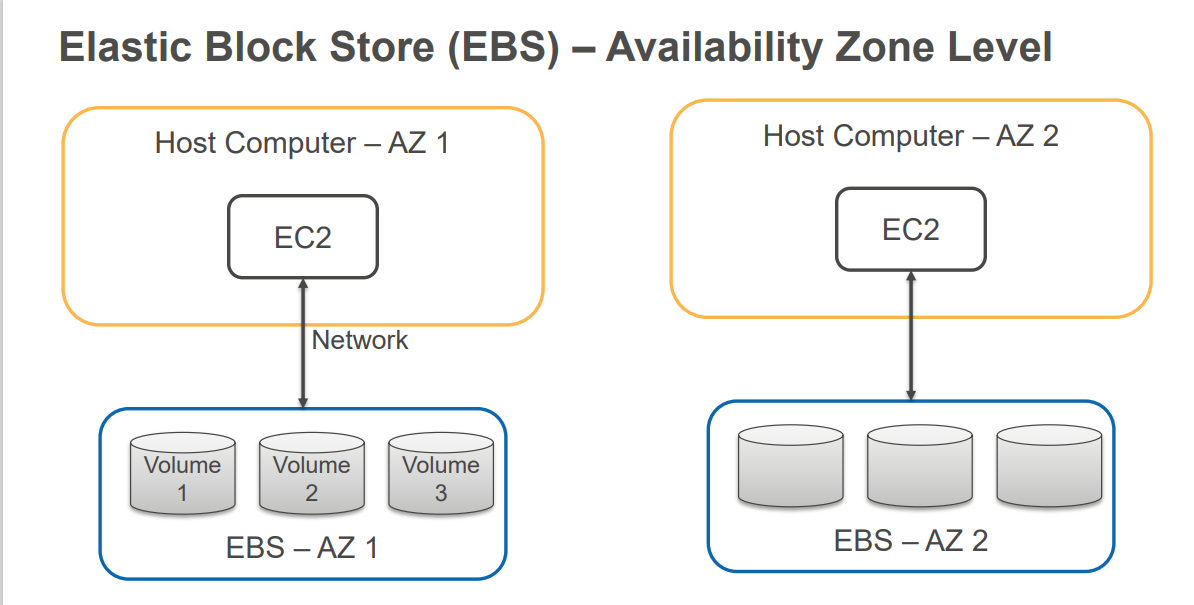 Elastic Block Store (EBS) – Availability Zone Level
Host Computer – AZ 1
EC2
Network
Volume
1
Volume
2
Volume
3
EBS – AZ 1
Host Computer – AZ 2
EC2
EBS – AZ 2